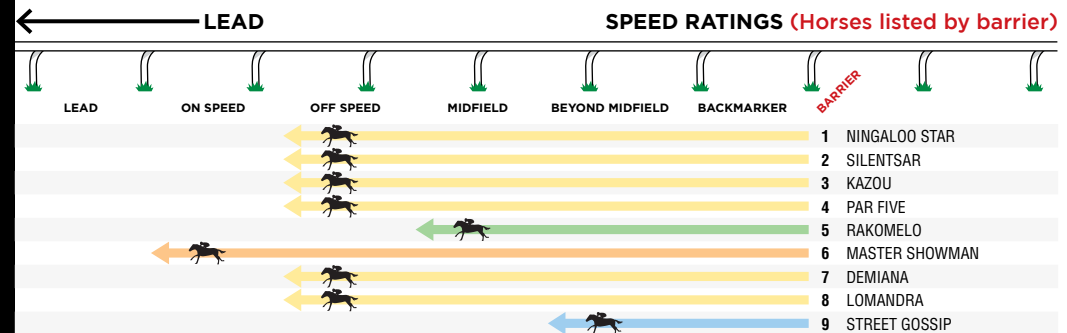 LEAD SPEED RATINGS (Horses listed by barrier)
LEAD ON SPEED OFF SPEED MIDFIELD BEYOND MIDFIELD BACKMARKER BARRIER
1 NINGALOO STAR
2 SILENTSAR
3 KAZOU
4 PAR FIVE
5 RAKOMELO
6 MASTER SHOWMAN
7 DEMIANA
8 LOMANDRA
9 STREET GOSSIP